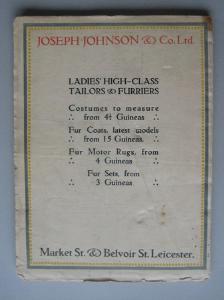 JOSEPH JOHNSON & Co. Ltd.
LADIES' HIGH-CLASS
TAILORS & FURRIERS
Costumes to measure
∴ from 4½ Guineas ∴
Fur Coats, latest models
∴ from 15 Guineas. ∴
Fur Motor Rugs, from
∴ 4 Guineas ∴
Fur Sets, from
∴ 3 Guineas ∴
Market St. & Belvoir St. Leicester.